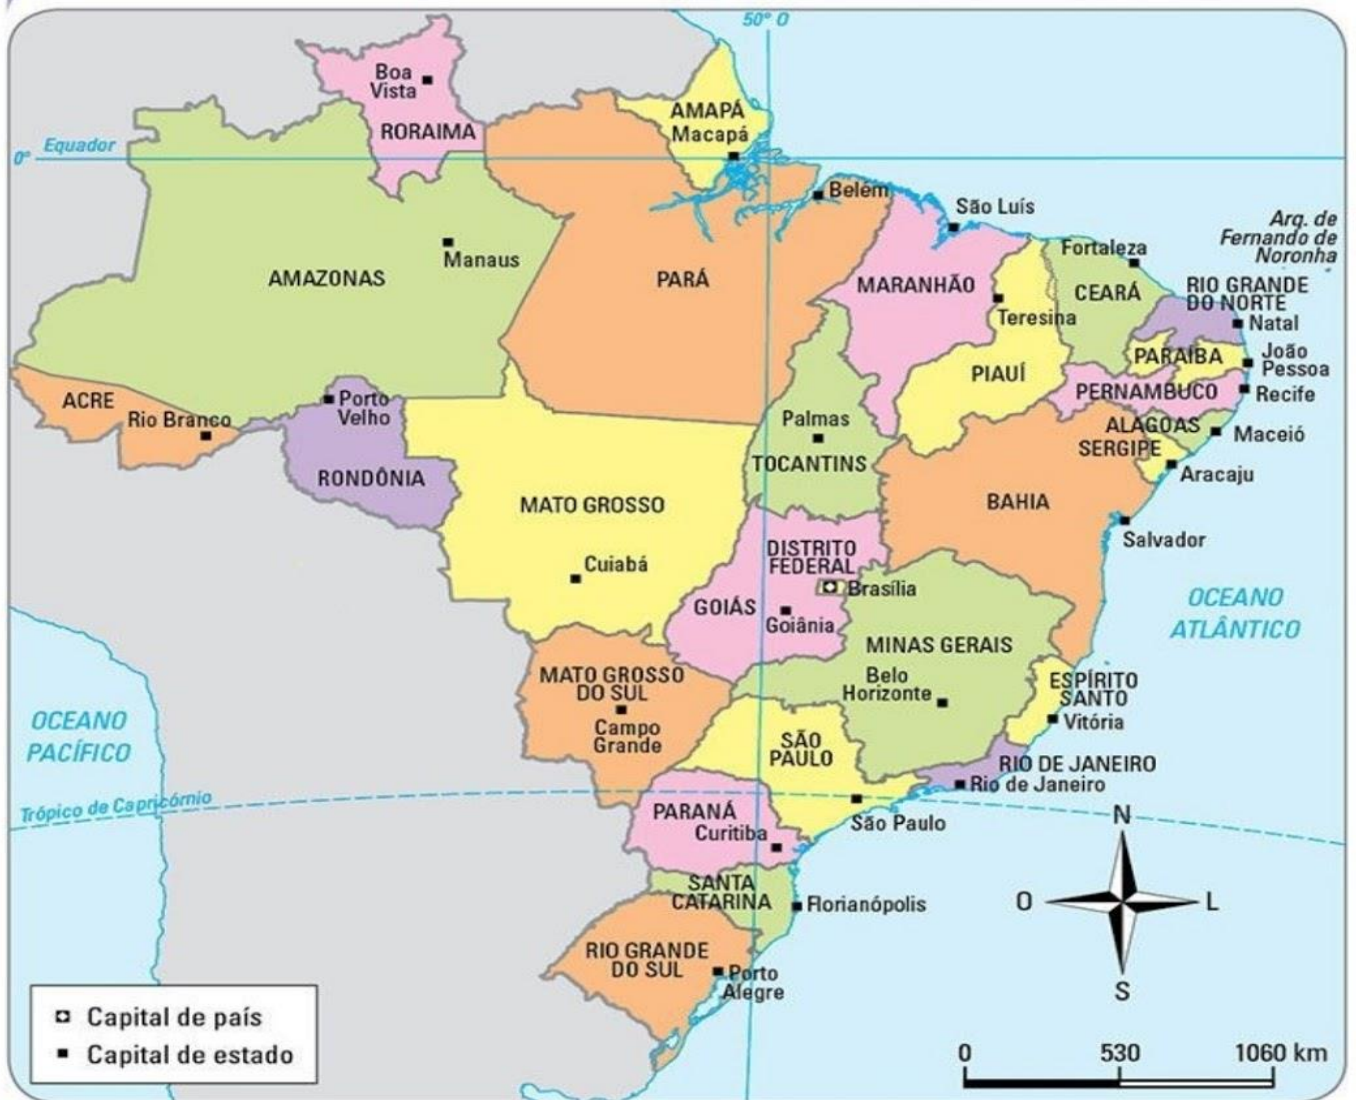 50° O
Boa
Vista
RORAIMA
AMAPÁ
Macapá
0°
Equador
Belém
São Luís
Arq. de
Fernando de
Noronha
Fortaleza
Manaus
AMAZONAS
PARÁ
MARANHÃO
CEARÁ
RIO GRANDE
DO NORTE
Natal
Teresina
PIAUÍ
PARAÍBA
João
Pessoa
PERNAMBUCO
Recife
ACRE
Rio Branco
Porto
Velho
Palmas
TOCANTINS
ALAGOAS
Maceió
SERGIPE
Aracaju
RONDÔNIA
MATO GROSSO
BAHIA
Salvador
Cuiabá
DISTRITO
FEDERAL
Brasília
GOIÁS
Goiânia
OCEANO
ATLÂNTICO
MINAS GERAIS
Belo
Horizonte
MATO GROSSO
DO SUL
Campo
Grande
ESPÍRITO
SANTO
Vitória
OCEANO
PACÍFICO
SÃO
PAULO
RIO DE JANEIRO
Rio de Janeiro
Trópico de Capricórnio
São Paulo
PARANÁ
Curitiba
SANTA
CATARINA
Florianópolis
RIO GRANDE
DO SUL
Porto
Alegre
N
O
L
S
Capital de país
Capital de estado
0 530 1060 km